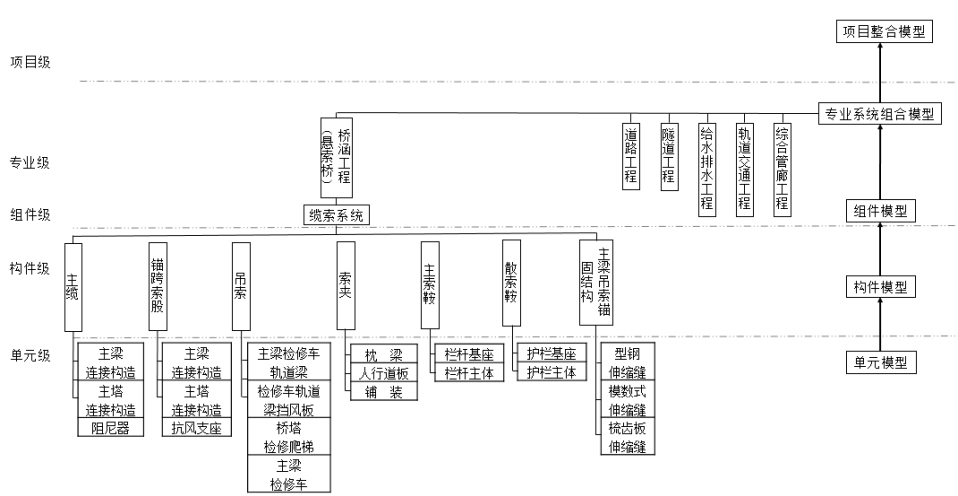 项目整合模型
项目级
专业系统组合模型
桥涵工程
（悬索桥）
道路工程
隧道工程
给水排水工程
轨道交通工程
综合管廊工程
专业级
组件级
缆索系统
组件模型
构件级
主缆
锚跨索股
吊索
索夹
主索鞍
散索鞍
主梁吊索锚
固结构
构件模型
单元级
单元模型
主梁
连接构造
主塔
连接构造
阻尼器
主梁
连接构造
主塔
连接构造
抗风支座
主梁检修车
轨道梁
检修车轨道
梁挡风板
桥塔
检修爬梯
主梁
检修车
枕 梁
人行道板
铺 装
栏杆基座
栏杆主体
护栏基座
护栏主体
型钢
伸缩缝
模数式
伸缩缝
梳齿板
伸缩缝